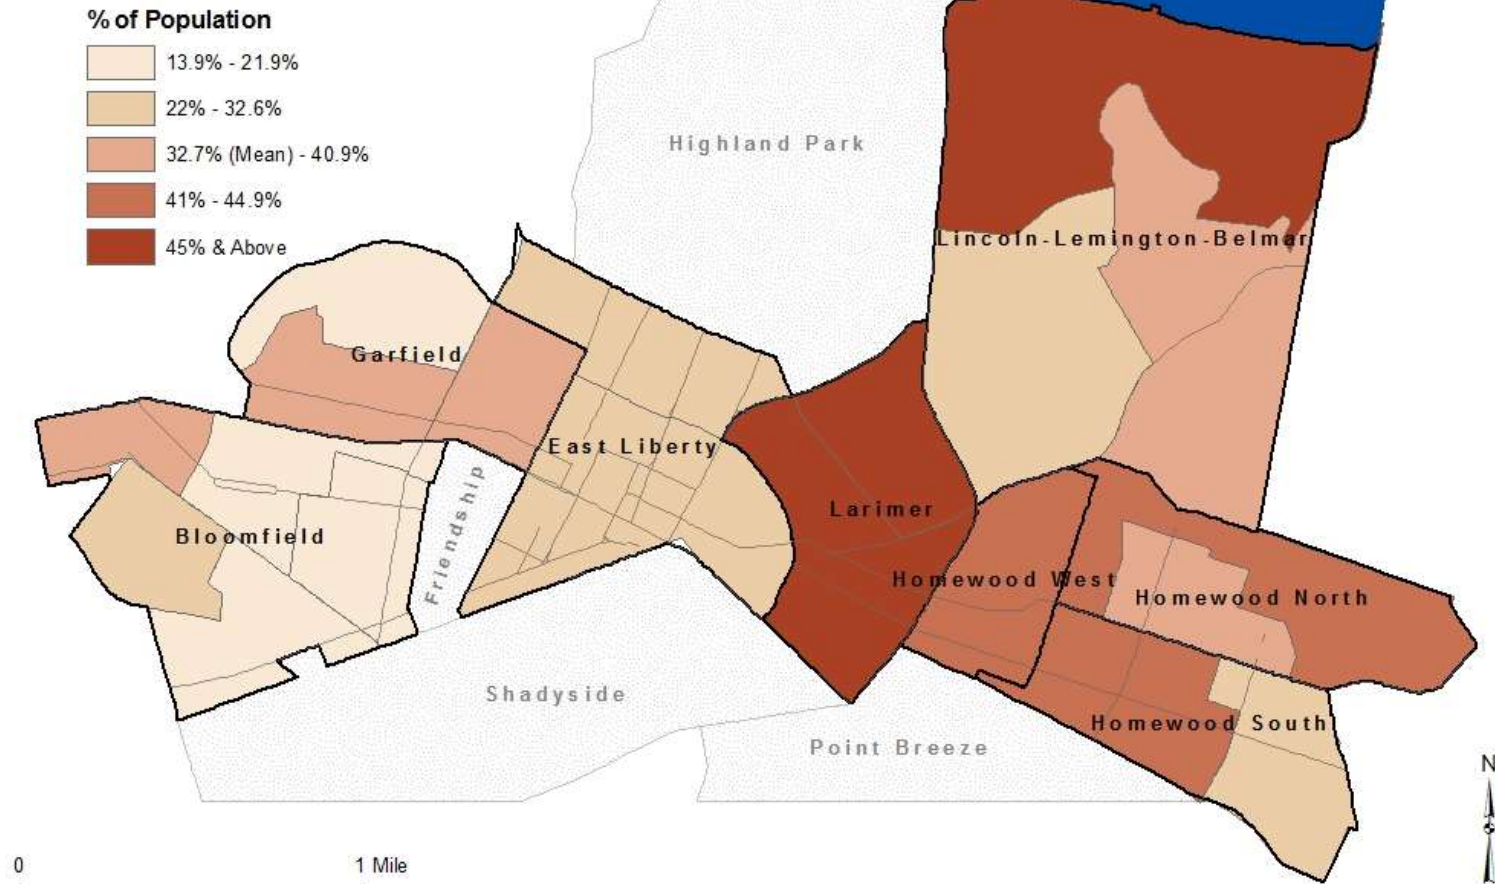 % of Population
13.9% - 21.9%
22% - 32.6%
32.7% (Mean) - 40.9%
41% - 44.9%
45% & Above
Highland Park
Lincoln-Lemington-Belmar
Garfield
East Liberty
Friendship
Bloomfield
Larimer
Homewood West
Homewood North
Shadyside
Homewood South
Point Breeze
N
0 1 Mile